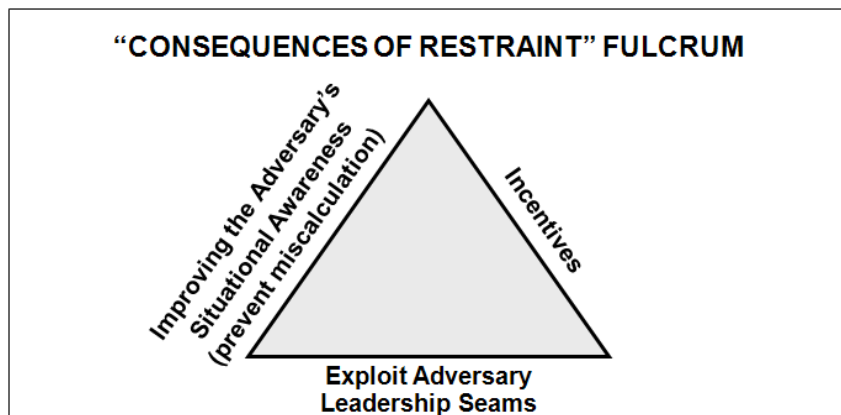 “CONSEQUENCES OF RESTRAINT” FULCRUM
Improving the Adversary’s
Situational Awareness
(prevent miscalculation)
Incentives
Exploit Adversary
Leadership Seams